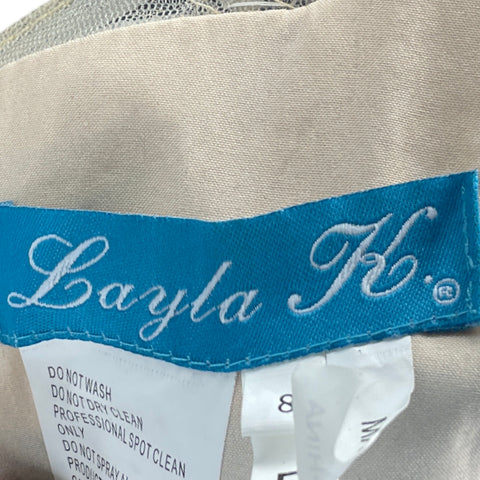 Layla K.®
DO NOT WASH
DO NOT DRY CLEAN
PROFESSIONAL SPOT CLEAN
ONLY
DO NOT SPRAY
8